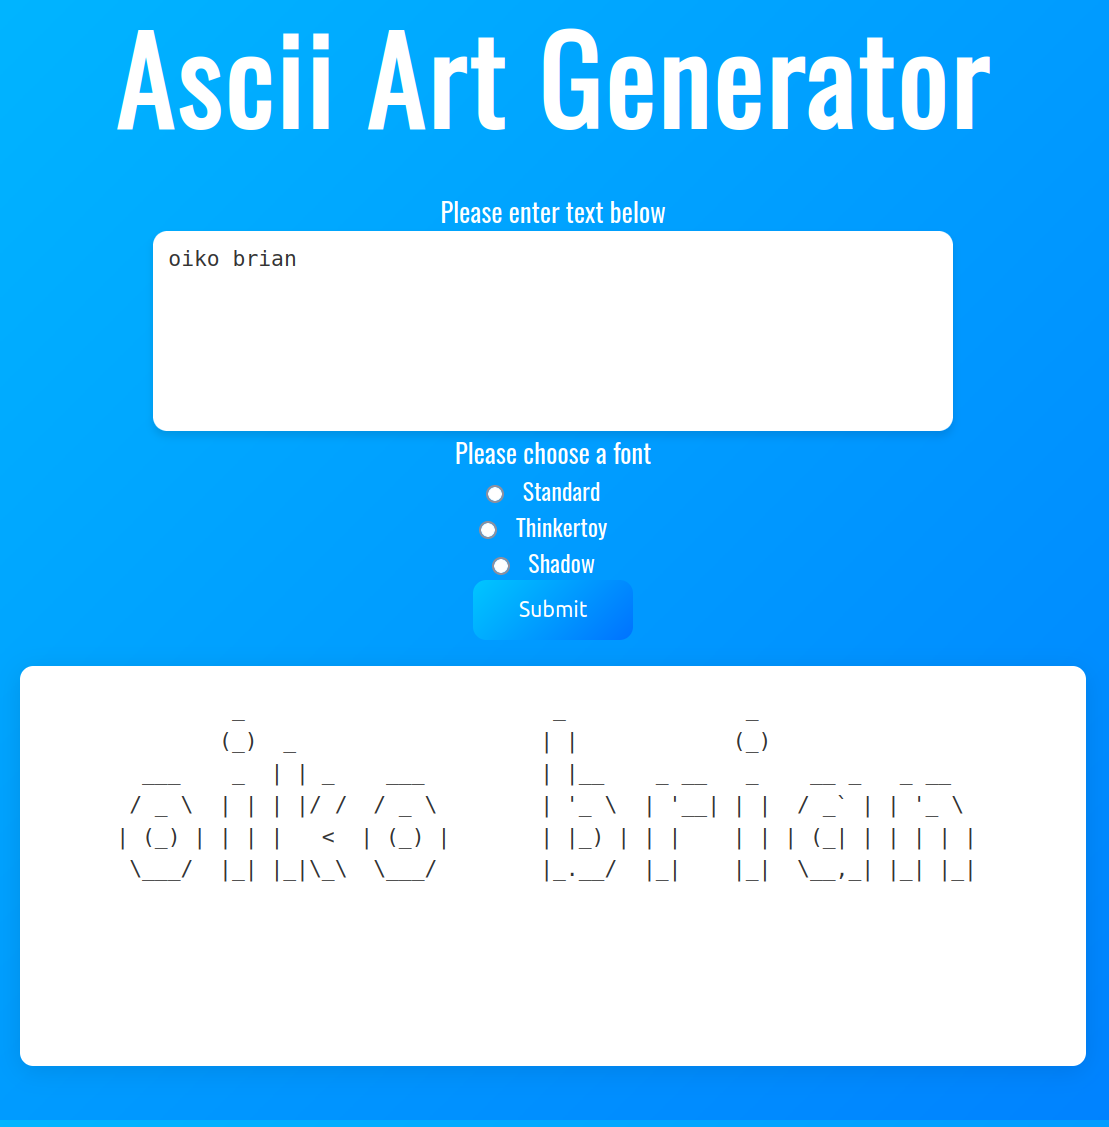 Ascii Art Generator
Please enter text below
oiko brian
Please choose a font
Standard
Thinkertoy
Shadow
Submit
         _                        _              _
        (_)  _                   | |            (_)
  ___    _  | | _    ___         | |__    _ __   _    __ _   _ __
 / _ \  | | | |/ /  / _ \        | '_ \  | '__| | |  / _` | | '_ \
| (_) | | | |   <  | (_) |       | |_) | | |    | | | (_| | | | | |
 \___/  |_| |_|\_\  \___/        |_.__/  |_|    |_|  \__,_| |_| |_|